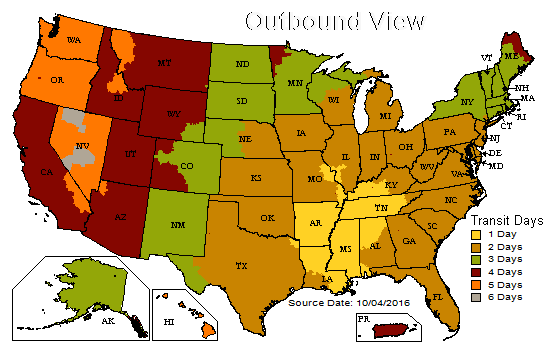 Outbound View
WA
OR
CA
NV
ID
MT
WY
UT
AZ
CO
NM
ND
SD
NE
KS
OK
TX
MN
IA
MO
AR
LA
WI
IL
MI
IN
OH
KY
TN
MS
AL
GA
FL
SC
NC
VA
WV
PA
NY
VT
ME
NH
MA
RI
CT
NJ
DE
MD
AK
HI
PR
Transit Days
1 Day
2 Days
3 Days
4 Days
5 Days
6 Days
Source Date: 10/04/2016